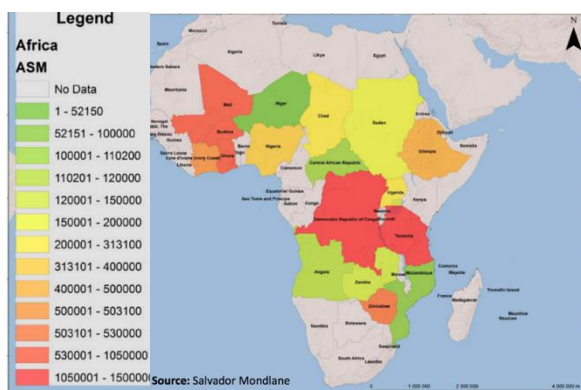 Legend
Africa
ASM
No Data
1 - 52150
52151 - 100000
100001 - 110200
110201 - 120000
120001 - 150000
150001 - 200000
200001 - 313100
313101 - 400000
400001 - 500000
500001 - 503100
503101 - 530000
530001 - 1050000
1050001 - 1500000
Tunisia
Morocco
Algeria
Libya
Egypt
Mauritania
Mali
Niger
Chad
Sudan
Eritrea
Burkina
Guinea
Benin
Djibouti
Nigeria
Ethiopia
Somalia
Ghana
Togo
Sierra Leone
Cote d'Ivoire (Ivory Coast)
Liberia
Central African Republic
Cameroon
Equatorial Guinea
Sao Tome and Principe
Gabon
Congo
Uganda
Kenya
Rwanda
Burundi
Democratic Republic of Congo
Tanzania
Comoros
Mayotte
Angola
Malawi
Mozambique
Zambia
Tromelin Island
Zimbabwe
Madagascar
Mauritius
Reunion
Namibia
Botswana
Swaziland
South Africa
Lesotho
N
Source: Salvador Mondlane
0
1 000 000
2 000 000
4 000 000 m